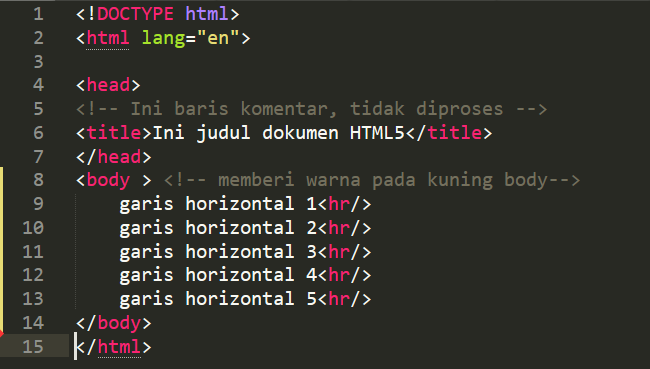 1 <!DOCTYPE html>
2 <html lang="en">
3
4 <head>
5 <!-- Ini baris komentar, tidak diproses -->
6 <title>Ini judul dokumen HTML5</title>
7 </head>
8 <body > <!-- memberi warna pada kuning body-->
9 garis horizontal 1<hr/>
10 garis horizontal 2<hr/>
11 garis horizontal 3<hr/>
12 garis horizontal 4<hr/>
13 garis horizontal 5<hr/>
14 </body>
15 </html>